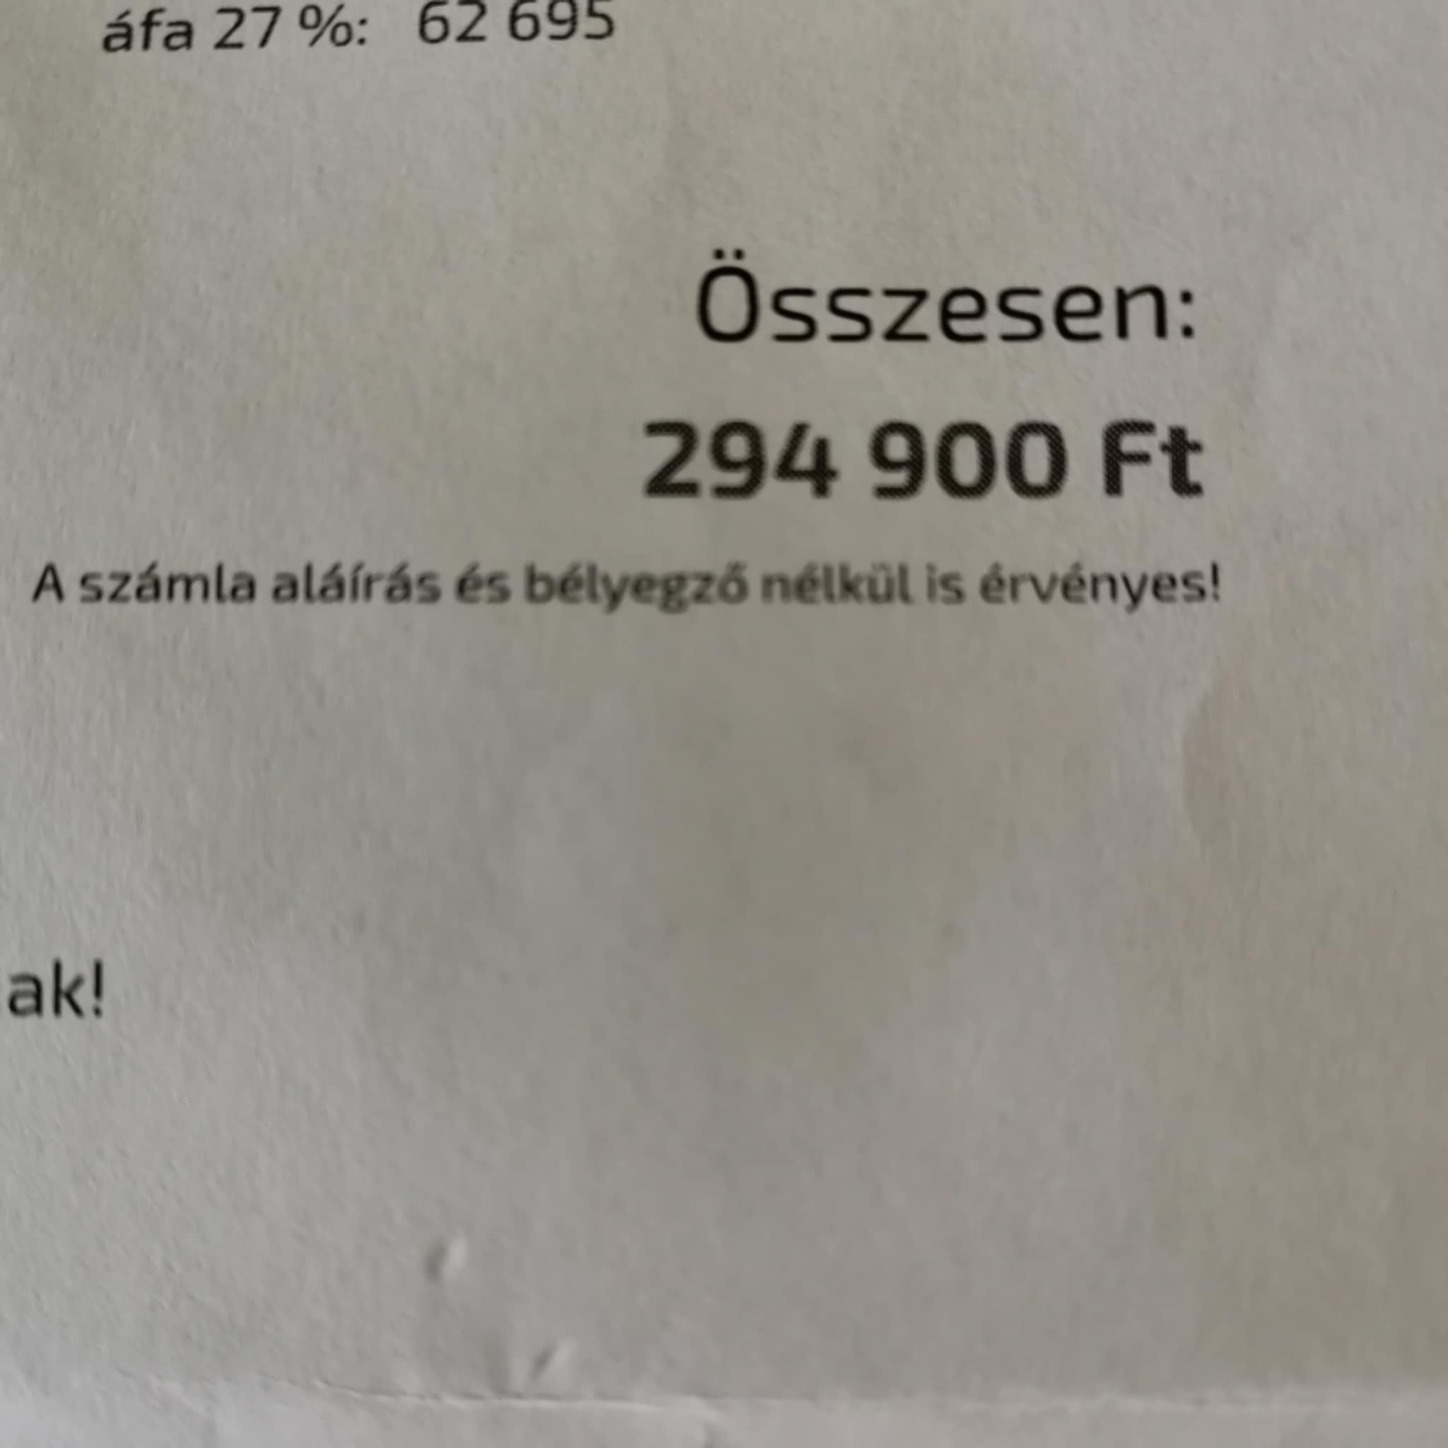 áfa 27 %: 62 695
Összesen:
294 900 Ft
A számla aláírás és bélyegző nélkül is érvényes!
ak!